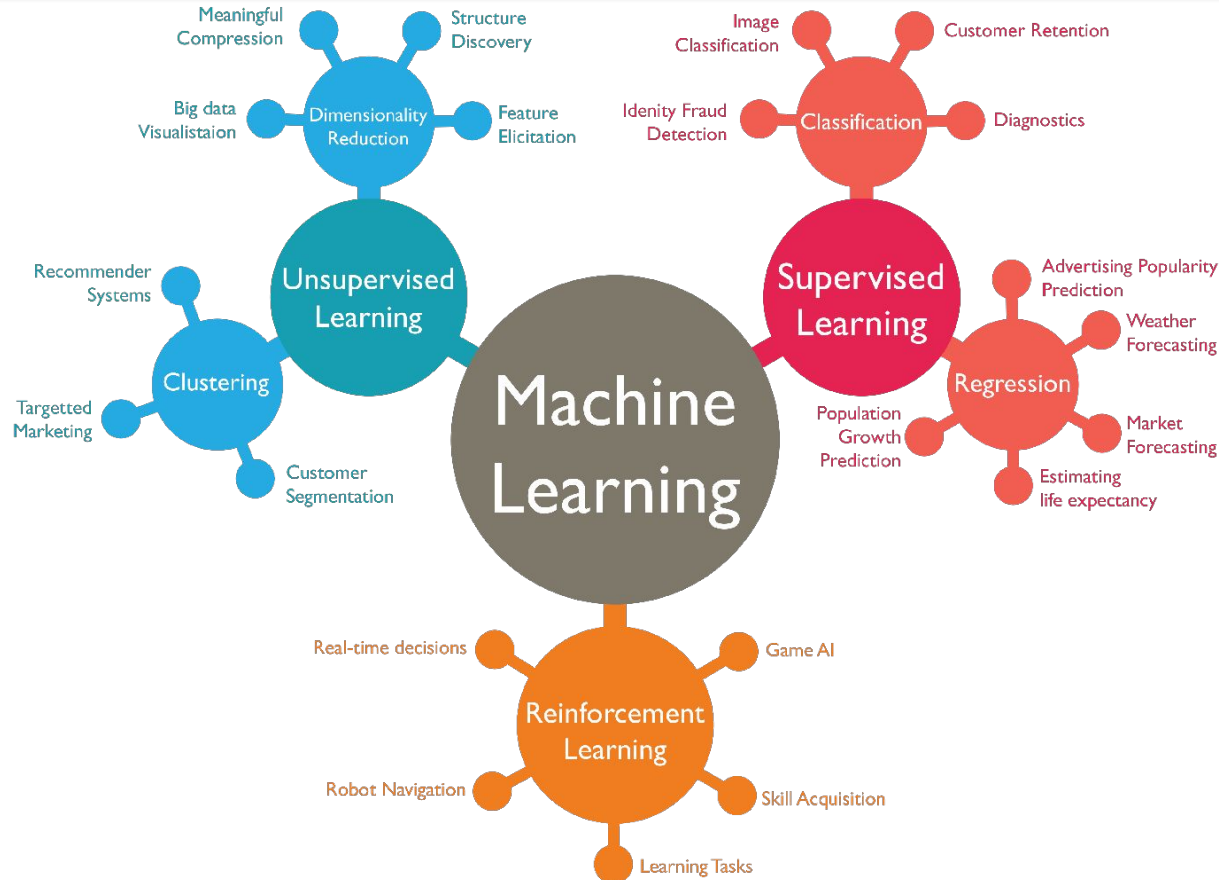 Meaningful
Compression
Structure
Discovery
Big data
Visualistaion
Dimensionality
Reduction
Feature
Elicitation
Image
Classification
Customer Retention
Idenity Fraud
Detection
Classification
Diagnostics
Unsupervised
Learning
Supervised
Learning
Recommender
Systems
Clustering
Targetted
Marketing
Customer
Segmentation
Machine
Learning
Advertising Popularity
Prediction
Weather
Forecasting
Regression
Population
Growth
Prediction
Market
Forecasting
Estimating
life expectancy
Real-time decisions
Game AI
Reinforcement
Learning
Robot Navigation
Skill Acquisition
Learning Tasks